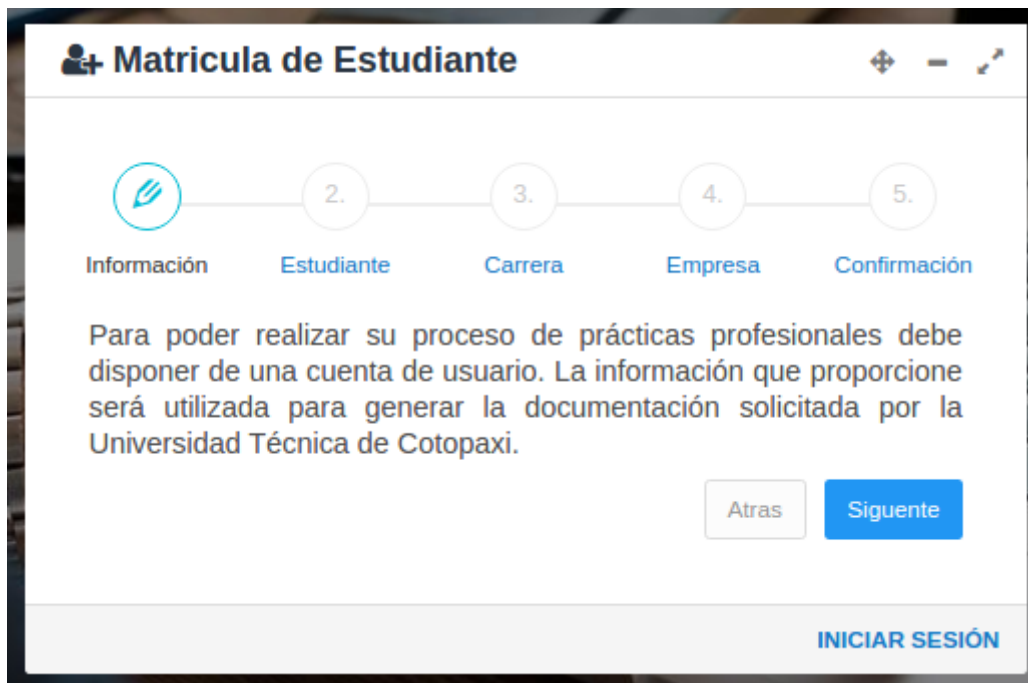 Matricula de Estudiante
2. 3. 4. 5.
Información Estudiante Carrera Empresa Confirmación
Para poder realizar su proceso de prácticas profesionales debe
disponer de una cuenta de usuario. La información que proporcione
será utilizada para generar la documentación solicitada por la
Universidad Técnica de Cotopaxi.
Atras Siguente
INICIAR SESIÓN